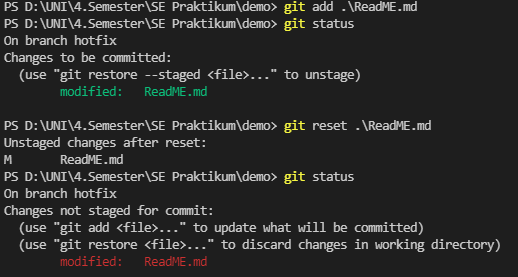 PS D:\UNI\4.Semester\SE Praktikum\demo> git add .\ReadME.md
PS D:\UNI\4.Semester\SE Praktikum\demo> git status
On branch hotfix
Changes to be committed:
  (use "git restore --staged <file>..." to unstage)
        modified:   ReadME.md

PS D:\UNI\4.Semester\SE Praktikum\demo> git reset .\ReadME.md
Unstaged changes after reset:
M       ReadME.md
PS D:\UNI\4.Semester\SE Praktikum\demo> git status
On branch hotfix
Changes not staged for commit:
  (use "git add <file>..." to update what will be committed)
  (use "git restore <file>..." to discard changes in working directory)
        modified:   ReadME.md